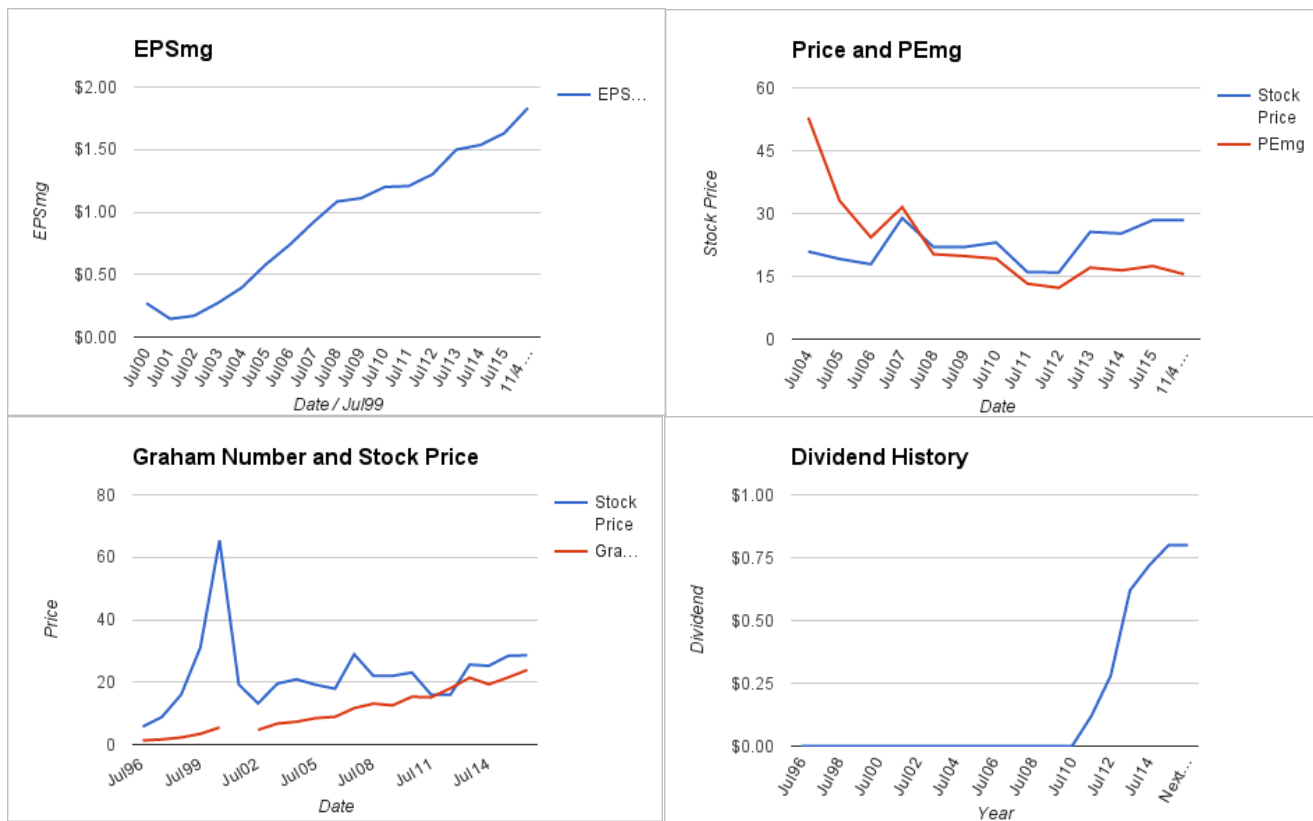 EPSmg
$2.00
$1.50
$1.00
$0.50
$0.00
EPSmg
EPS...
Jul00
Jul01
Jul02
Jul03
Jul04
Jul05
Jul06
Jul07
Jul08
Jul09
Jul10
Jul11
Jul12
Jul13
Jul14
Jul15
11/4 ...
Date / Jul99
Price and PEmg
60
45
30
15
0
Stock Price
Stock
Price
PEmg
Jul04
Jul05
Jul06
Jul07
Jul08
Jul09
Jul10
Jul11
Jul12
Jul13
Jul14
Jul15
11/4 ...
Date
Graham Number and Stock Price
80
60
40
20
0
Price
Stock
Price
Gra...
Jul96
Jul99
Jul02
Jul05
Jul08
Jul11
Jul14
Date
Dividend History
$1.00
$0.75
$0.50
$0.25
$0.00
Dividend
Jul96
Jul98
Jul00
Jul02
Jul04
Jul06
Jul08
Jul10
Jul12
Jul14
Next...
Year